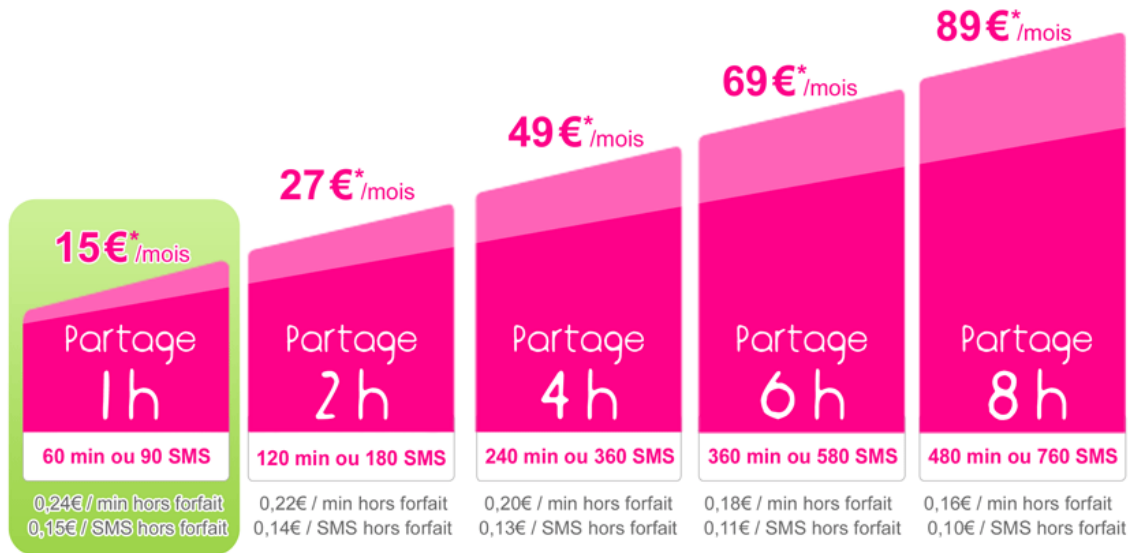 15€*/mois
Partage
1h
60 min ou 90 SMS
0,24€ / min hors forfait
0,15€ / SMS hors forfait
27€*/mois
Partage
2h
120 min ou 180 SMS
0,22€ / min hors forfait
0,14€ / SMS hors forfait
49€*/mois
Partage
4h
240 min ou 360 SMS
0,20€ / min hors forfait
0,13€ / SMS hors forfait
69€*/mois
Partage
6h
360 min ou 580 SMS
0,18€ / min hors forfait
0,11€ / SMS hors forfait
89€*/mois
Partage
8h
480 min ou 760 SMS
0,16€ / min hors forfait
0,10€ / SMS hors forfait